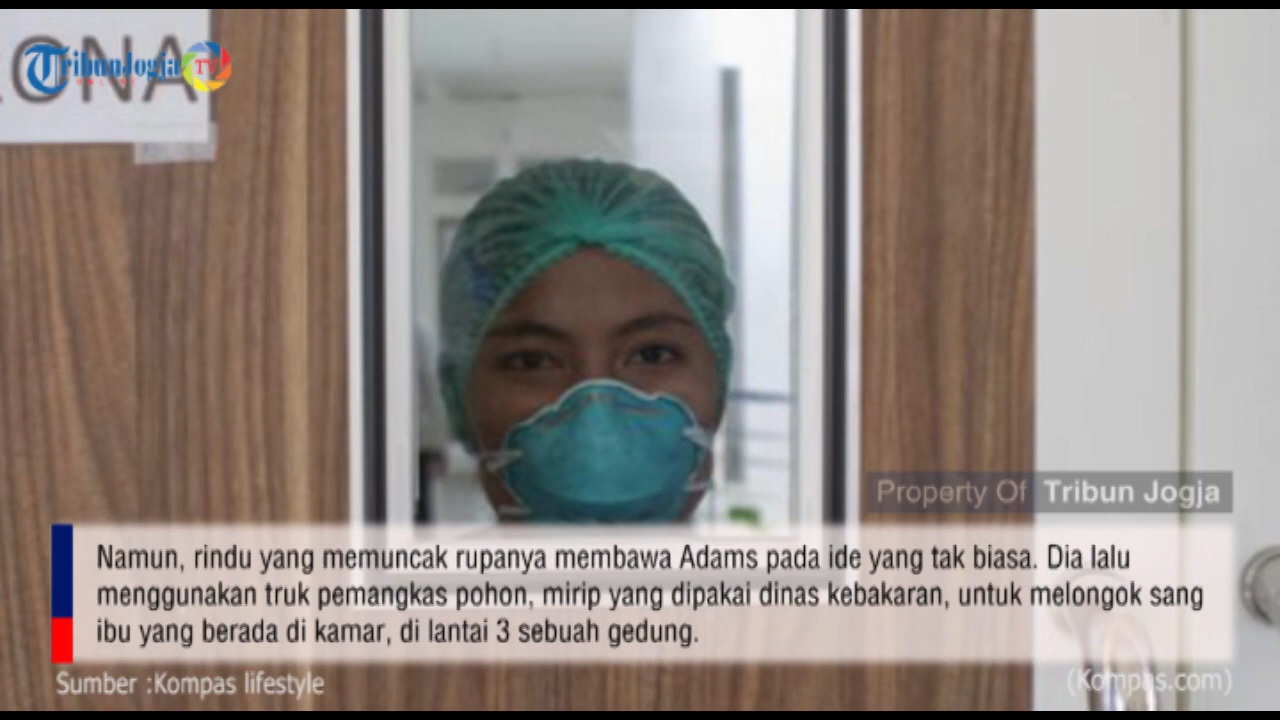 RONA
TribunJogja TV
Property Of Tribun Jogja
Namun, rindu yang memuncak rupanya membawa Adams pada ide yang tak biasa. Dia lalu
menggunakan truk pemangkas pohon, mirip yang dipakai dinas kebakaran, untuk melongok sang
ibu yang berada di kamar, di lantai 3 sebuah gedung.
Sumber :Kompas lifestyle
(Kompas.com)